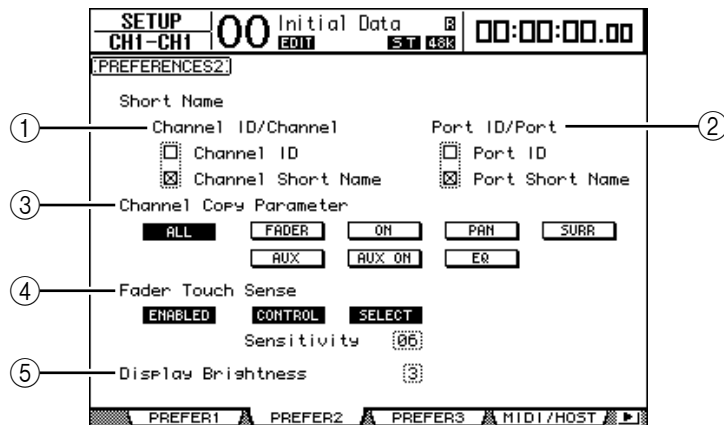 SETUP
CH1-CH1
00 Initial Data B
EDIT ST 48K
00:00:00.00
PREFERENCES2
Short Name
① Channel ID/Channel Port ID/Port ②
Channel ID Port ID
Channel Short Name Port Short Name
③ Channel Copy Parameter
ALL FADER ON PAN SURR
AUX AUX ON EQ
④ Fader Touch Sense
ENABLED CONTROL SELECT
Sensitivity 06
⑤ Display Brightness 3
PREFER1 PREFER2 PREFER3 MIDI/HOST